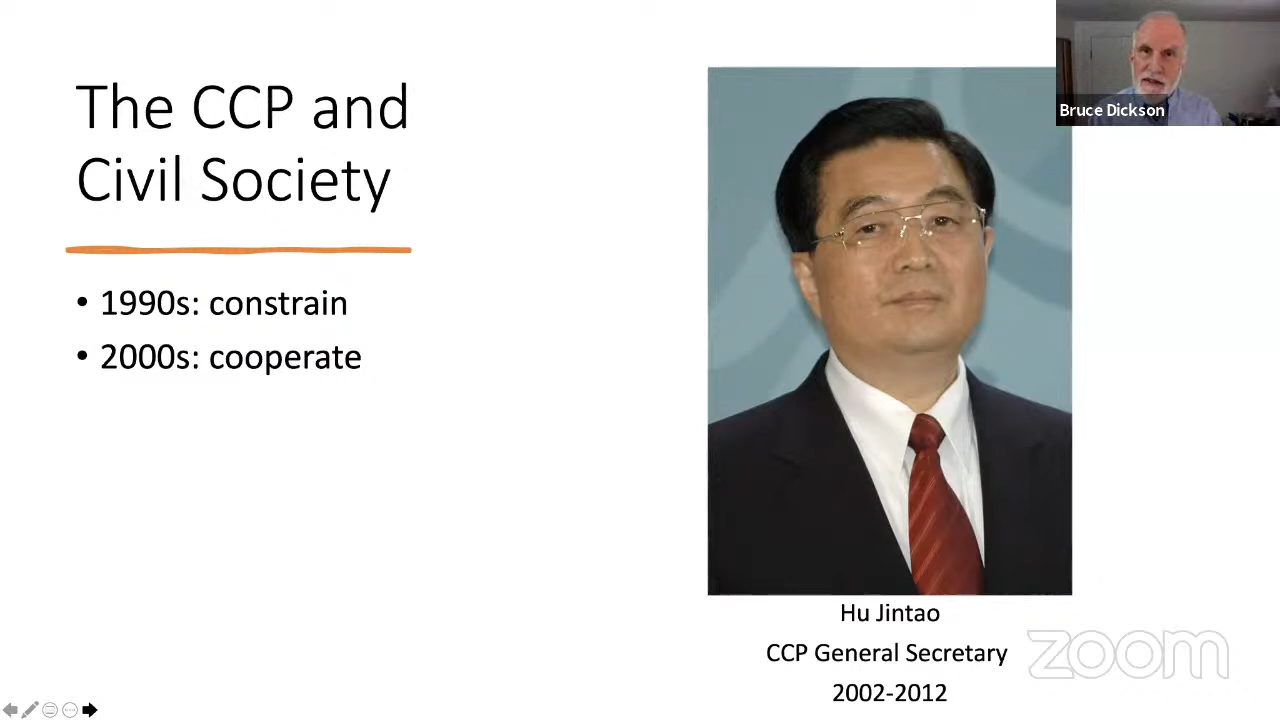 The CCP and
Civil Society
• 1990s: constrain
• 2000s: cooperate
Bruce Dickson
Hu Jintao
CCP General Secretary
2002-2012
zoom